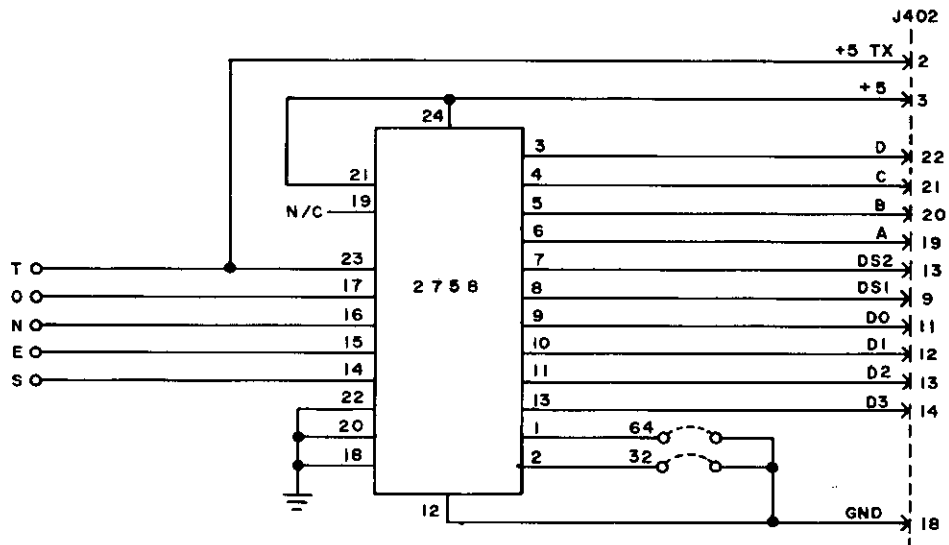 J402
+5 TX 2
+5 3
24
3 D 22
21 4 C 21
N/C 19 5 B 20
6 A 19
T 23 7 DS2 13
O 17 2758 8 DS1 9
N 16 9 D0 11
E 15 10 D1 12
S 14 11 D2 13
22 13 D3 14
20 1 64
18 2 32
12 GND 18